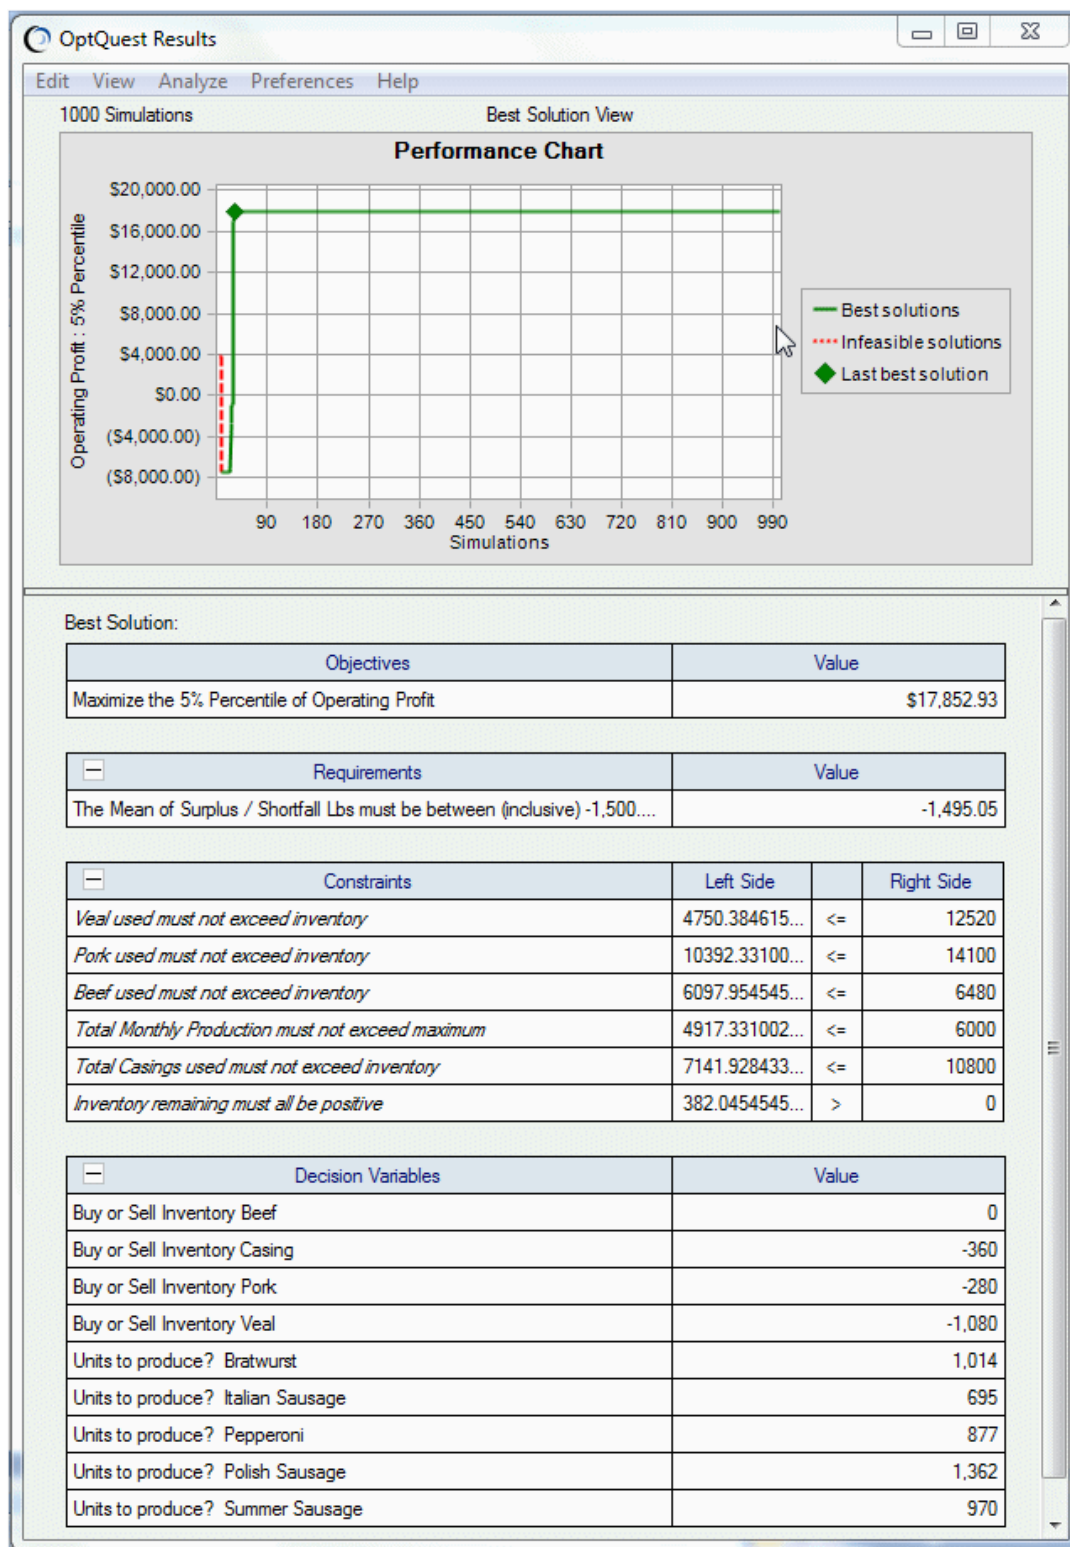 OptQuest Results
Edit View Analyze Preferences Help
1000 Simulations Best Solution View
Performance Chart
Operating Profit : 5% Percentile
$20,000.00
$16,000.00
$12,000.00
$8,000.00
$4,000.00
$0.00
($4,000.00)
($8,000.00)
90 180 270 360 450 540 630 720 810 900 990
Simulations
Best solutions
Infeasible solutions
Last best solution
Best Solution:
Objectives Value
Maximize the 5% Percentile of Operating Profit $17,852.93
Requirements Value
The Mean of Surplus / Shortfall Lbs must be between (inclusive) -1,500.... -1,495.05
Constraints Left Side Right Side
Veal used must not exceed inventory 4750.384615... <= 12520
Pork used must not exceed inventory 10392.33100... <= 14100
Beef used must not exceed inventory 6097.954545... <= 6480
Total Monthly Production must not exceed maximum 4917.331002... <= 6000
Total Casings used must not exceed inventory 7141.928433... <= 10800
Inventory remaining must all be positive 382.0454545... > 0
Decision Variables Value
Buy or Sell Inventory Beef 0
Buy or Sell Inventory Casing -360
Buy or Sell Inventory Pork -280
Buy or Sell Inventory Veal -1,080
Units to produce? Bratwurst 1,014
Units to produce? Italian Sausage 695
Units to produce? Pepperoni 877
Units to produce? Polish Sausage 1,362
Units to produce? Summer Sausage 970